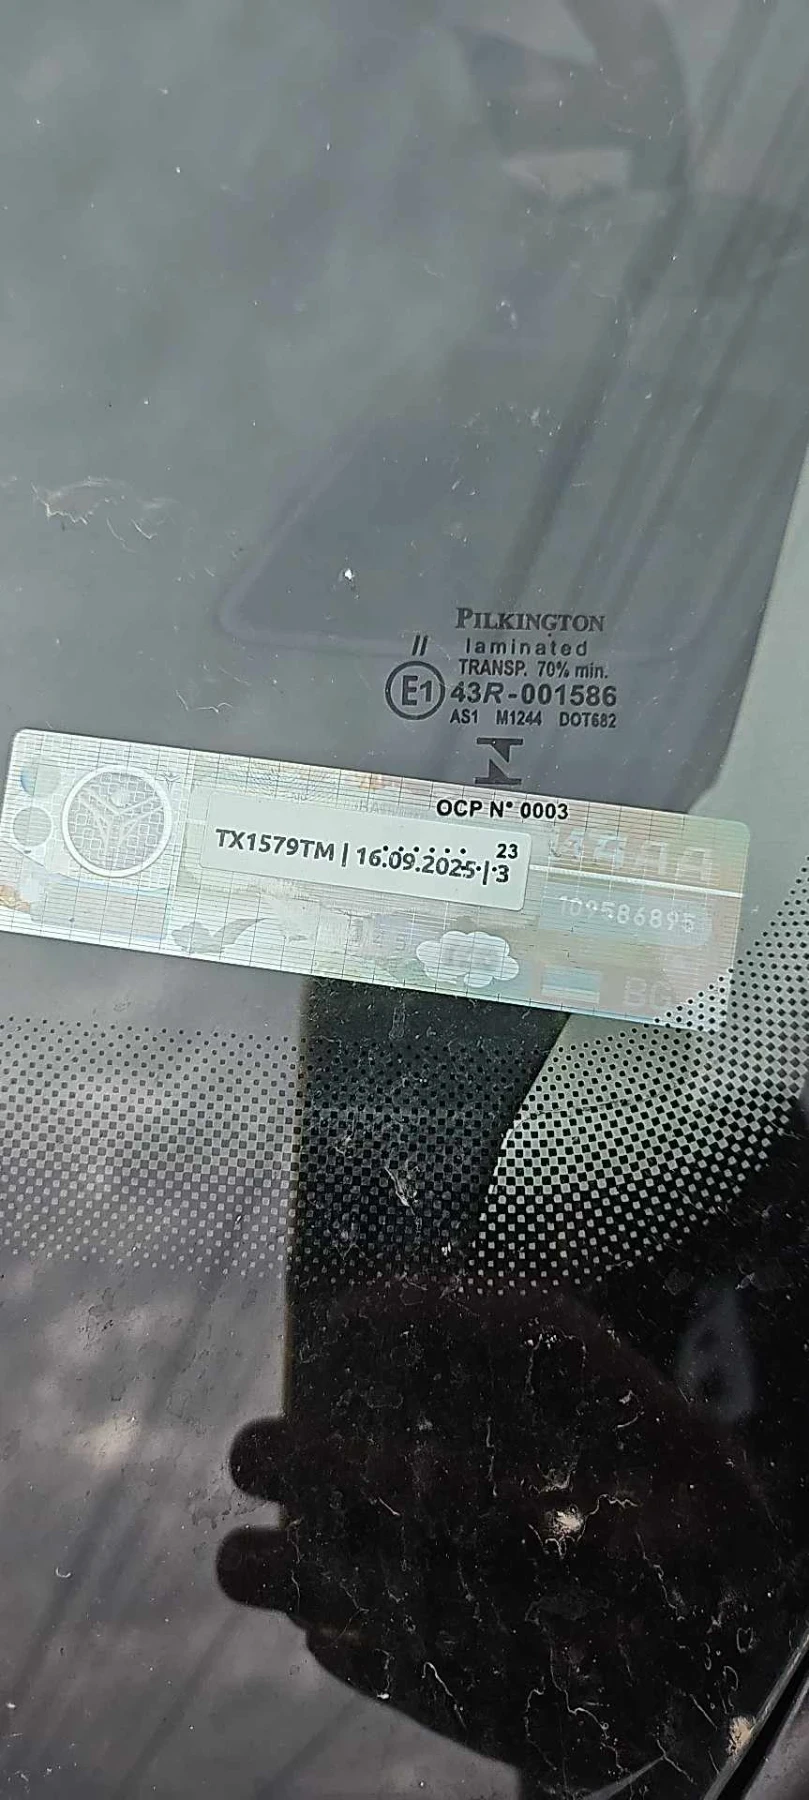 PILKINGTON
// laminated
TRANSP. 70% min.
E1 43R-001586
AS1 M1244 DOT682
OCP N° 0003
23
TX1579TM | 16.09.2025 | 3
109586895